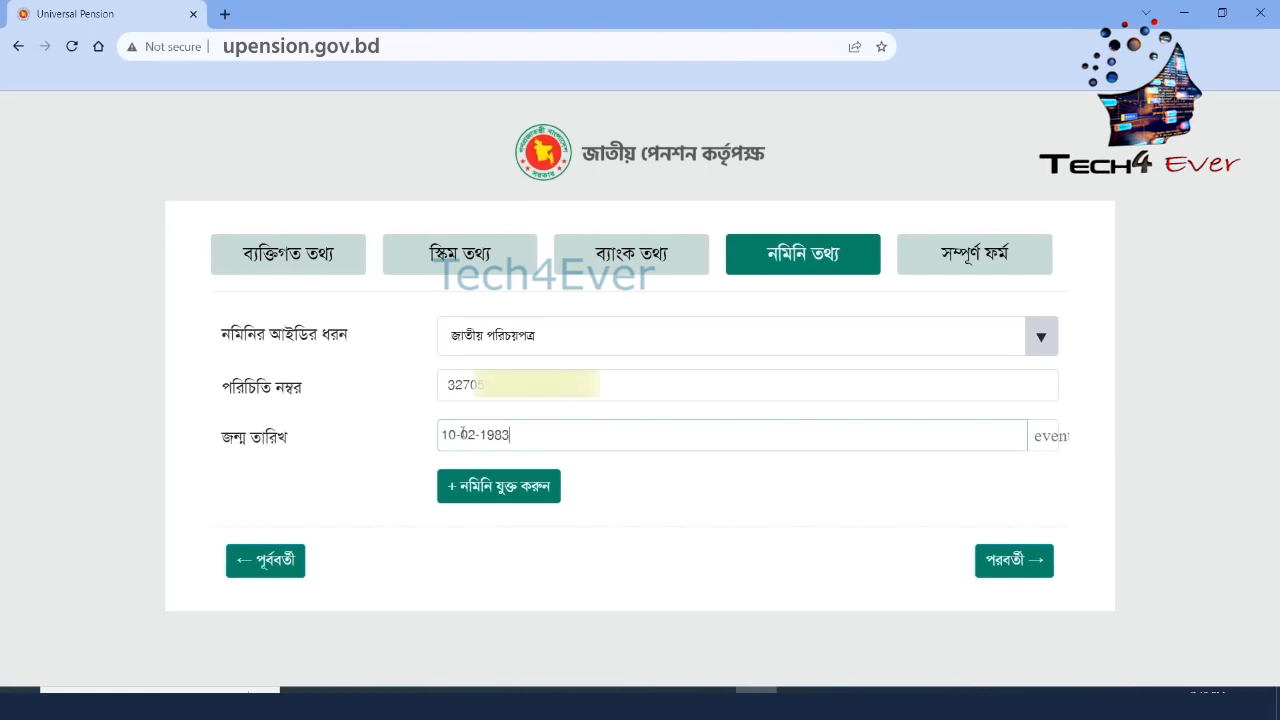 Universal Pension
Not secure
upension.gov.bd
TECH4 Ever
জাতীয় পেনশন কর্তৃপক্ষ
ব্যক্তিগত তথ্য
স্কিম তথ্য
ব্যাংক তথ্য
নমিনি তথ্য
সম্পূর্ণ ফর্ম
Tech4Ever
নমিনির আইডির ধরন
জাতীয় পরিচয়পত্র
পরিচিতি নম্বর
32705
জন্ম তারিখ
10-02-1983
event
+ নমিনি যুক্ত করুন
← পূর্ববর্তী
পরবর্তী →